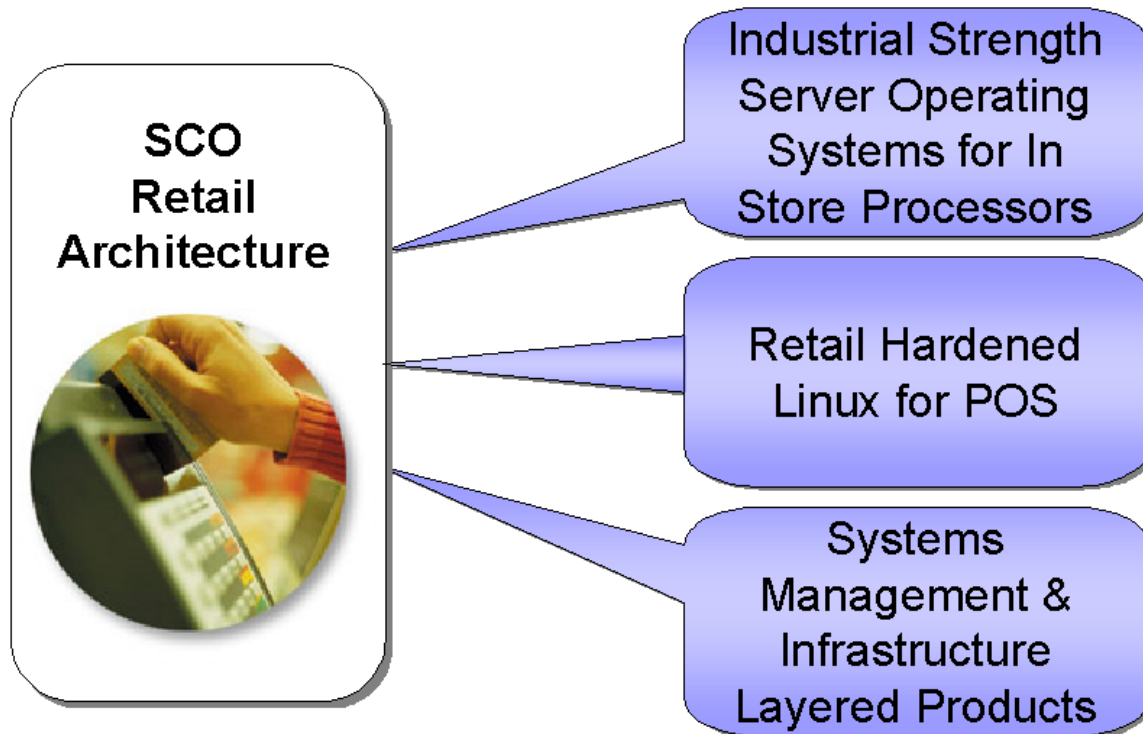 SCO
Retail
Architecture
Industrial Strength
Server Operating
Systems for In
Store Processors
Retail Hardened
Linux for POS
Systems
Management &
Infrastructure
Layered Products